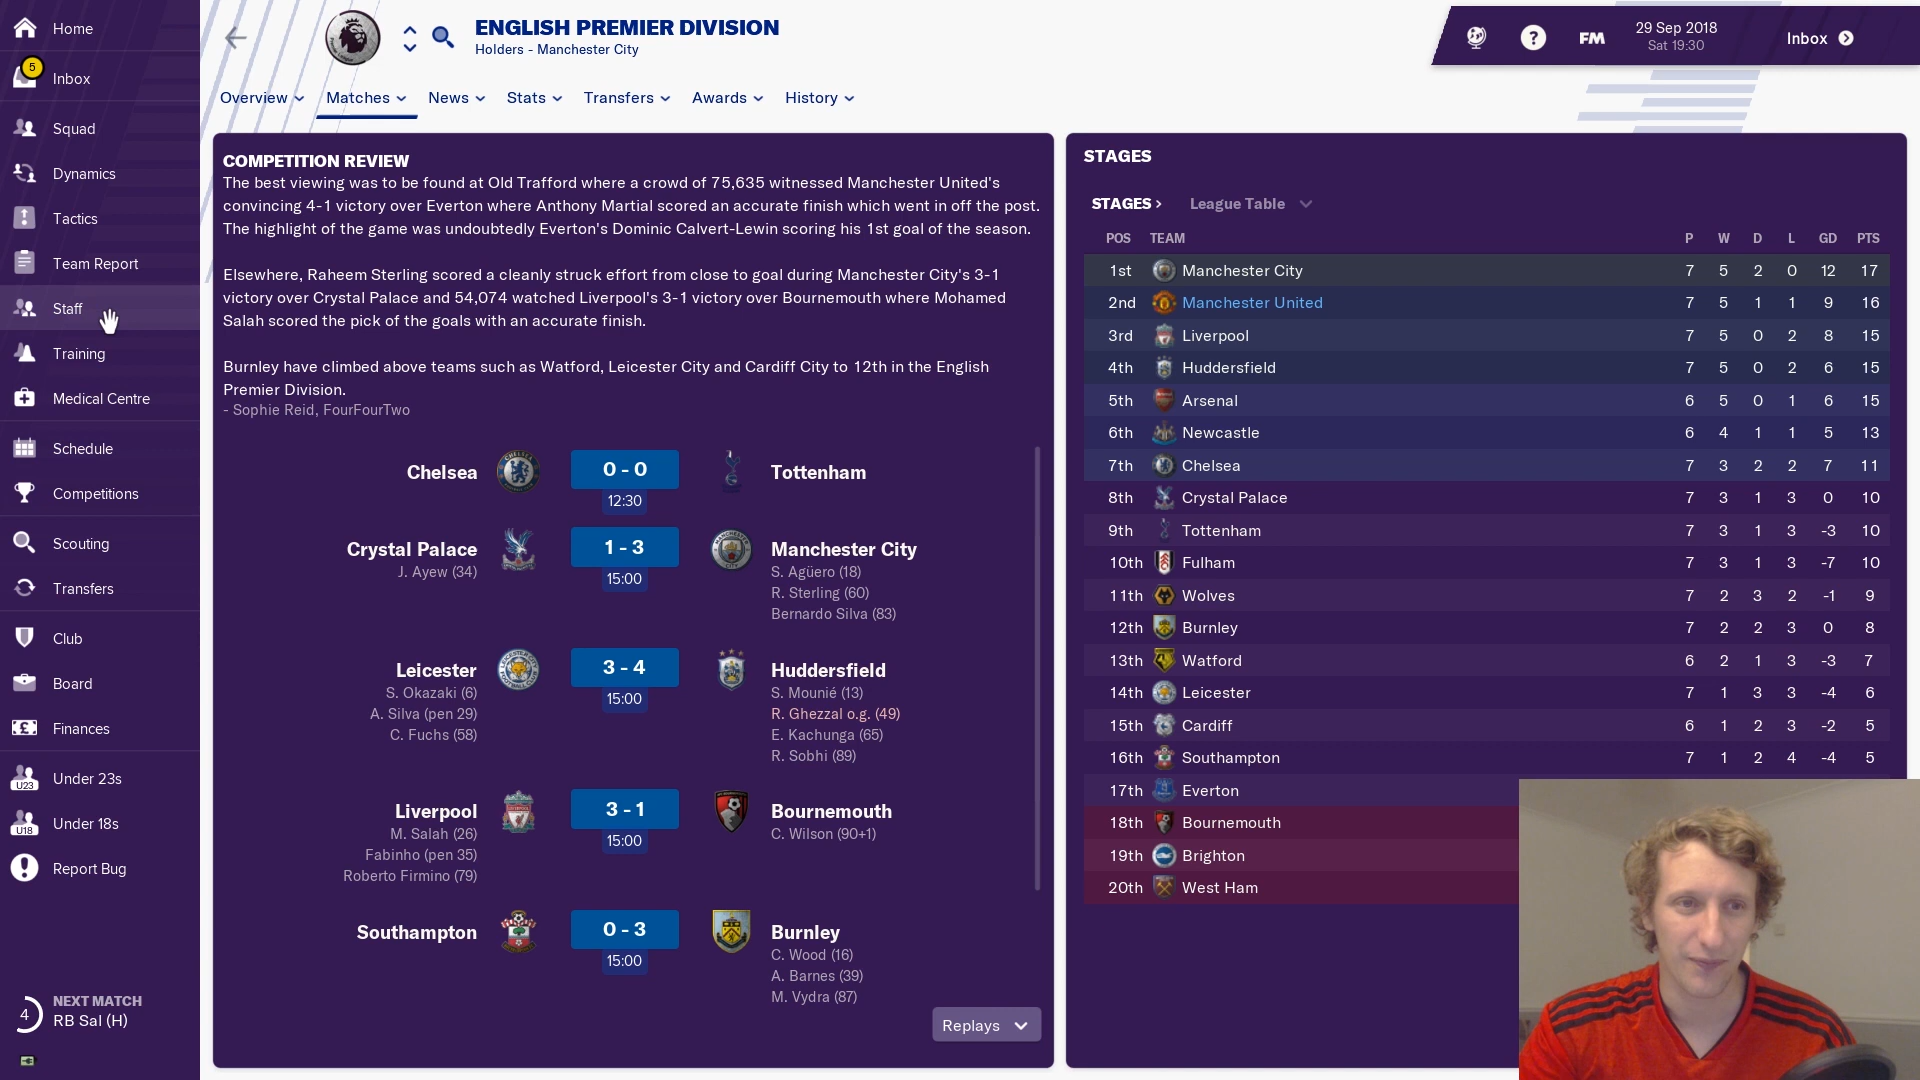 Home
5
Inbox
Squad
Dynamics
Tactics
Team Report
Staff
Training
Medical Centre
Schedule
Competitions
Scouting
Transfers
Club
Board
Finances
U23
Under 23s
U18
Under 18s
Report Bug
4
NEXT MATCH
RB Sal (H)
ENGLISH PREMIER DIVISION
Holders - Manchester City
?
FM
29 Sep 2018
Sat 19:30
Inbox
Overview
Matches
News
Stats
Transfers
Awards
History
COMPETITION REVIEW
The best viewing was to be found at Old Trafford where a crowd of 75,635 witnessed Manchester United's
convincing 4-1 victory over Everton where Anthony Martial scored an accurate finish which went in off the post.
The highlight of the game was undoubtedly Everton's Dominic Calvert-Lewin scoring his 1st goal of the season.
Elsewhere, Raheem Sterling scored a cleanly struck effort from close to goal during Manchester City's 3-1
victory over Crystal Palace and 54,074 watched Liverpool's 3-1 victory over Bournemouth where Mohamed
Salah scored the pick of the goals with an accurate finish.
Burnley have climbed above teams such as Watford, Leicester City and Cardiff City to 12th in the English
Premier Division.
- Sophie Reid, FourFourTwo
Chelsea 0 - 0 Tottenham
12:30
Crystal Palace 1 - 3 Manchester City
J. Ayew (34) 15:00 S. Agüero (18)
R. Sterling (60)
Bernardo Silva (83)
Leicester 3 - 4 Huddersfield
S. Okazaki (6) 15:00 S. Mounié (13)
A. Silva (pen 29) R. Ghezzal o.g. (49)
C. Fuchs (58) E. Kachunga (65)
R. Sobhi (89)
Liverpool 3 - 1 Bournemouth
M. Salah (26) 15:00 C. Wilson (90+1)
Fabinho (pen 35)
Roberto Firmino (79)
Southampton 0 - 3 Burnley
15:00 C. Wood (16)
A. Barnes (39)
M. Vydra (87)
Replays
STAGES
STAGES › League Table
POS TEAM P W D L GD PTS
1st Manchester City 7 5 2 0 12 17
2nd Manchester United 7 5 1 1 9 16
3rd Liverpool 7 5 0 2 8 15
4th Huddersfield 7 5 0 2 6 15
5th Arsenal 6 5 0 1 6 15
6th Newcastle 6 4 1 1 5 13
7th Chelsea 7 3 2 2 7 11
8th Crystal Palace 7 3 1 3 0 10
9th Tottenham 7 3 1 3 -3 10
10th Fulham 7 3 1 3 -7 10
11th Wolves 7 2 3 2 -1 9
12th Burnley 7 2 2 3 0 8
13th Watford 6 2 1 3 -3 7
14th Leicester 7 1 3 3 -4 6
15th Cardiff 6 1 2 3 -2 5
16th Southampton 7 1 2 4 -4 5
17th Everton
18th Bournemouth
19th Brighton
20th West Ham